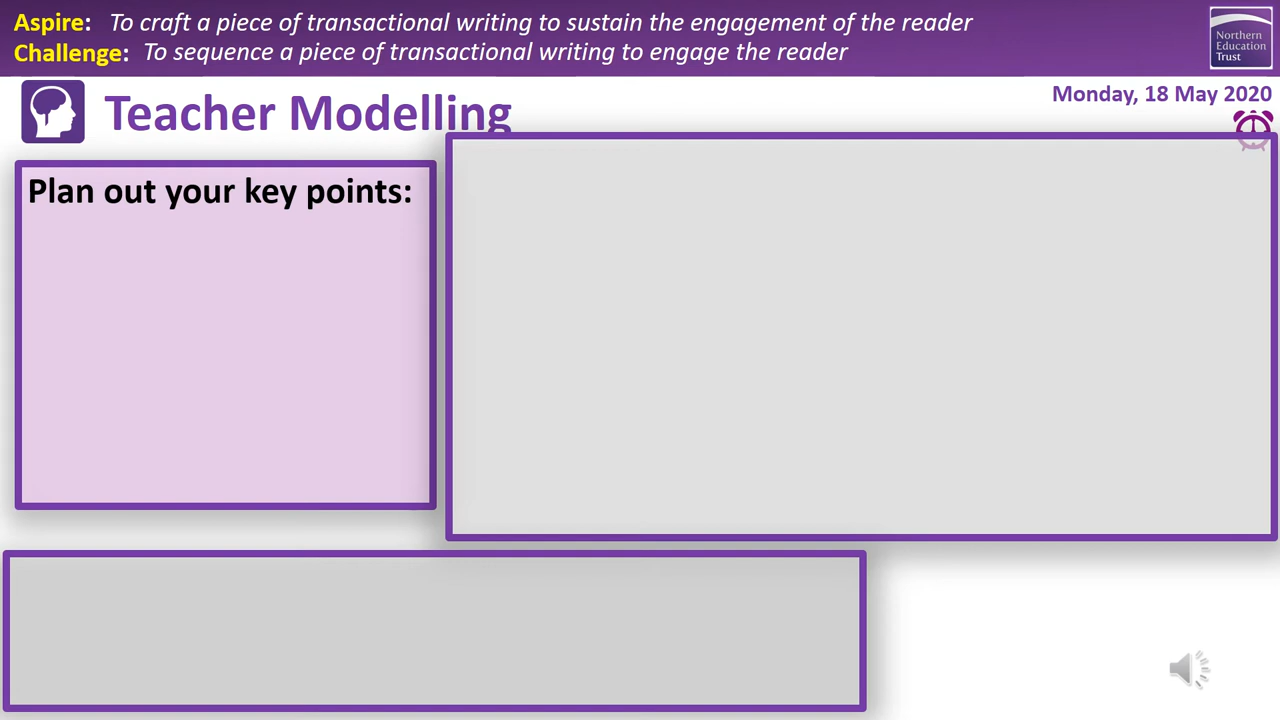 Aspire: To craft a piece of transactional writing to sustain the engagement of the reader
Challenge: To sequence a piece of transactional writing to engage the reader
Northern
Education
Trust
Teacher Modelling
Monday, 18 May 2020
Plan out your key points: